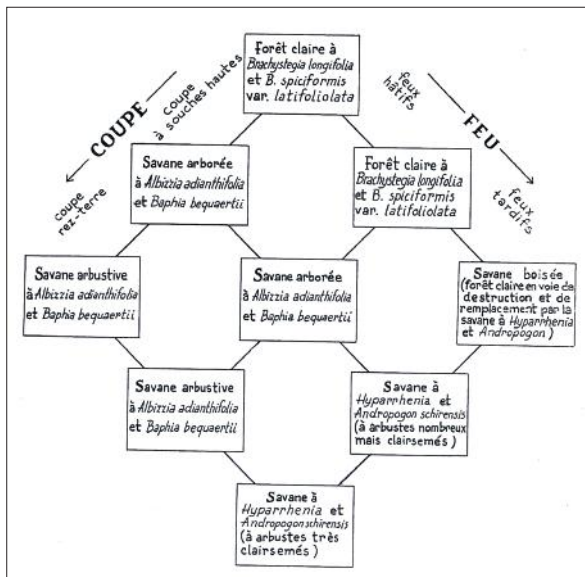 Forêt claire à
Brachystegia longifolia
et B. spiciformis
var. latifoliolata
COUPE
Coupe
à souches hautes
coupe
rez-terre
feux
hâtifs
FEU
feux
tardifs
Savane arborée
à Albizzia adianthifolia
et Baphia bequaertii
Forêt claire à
Brachystegia longifolia
et B. spiciformis
var. latifoliolata
Savane arbustive
à Albizzia adianthifolia
et Baphia bequaertii
Savane arborée
à Albizzia adianthifolia
et Baphia bequaertii
Savane boisée
(forêt claire en voie de
destruction et de
remplacement par la
savane à Hyparrhenia
et Andropogon)
Savane arbustive
à Albizzia adianthifolia
et Baphia bequaertii
Savane à
Hyparrhenia et
Andropogon schirensis
(à arbustes nombreux
mais clairsemés)
Savane à
Hyparrhenia et
Andropogon schirensis
(à arbustes très
clairsemés)